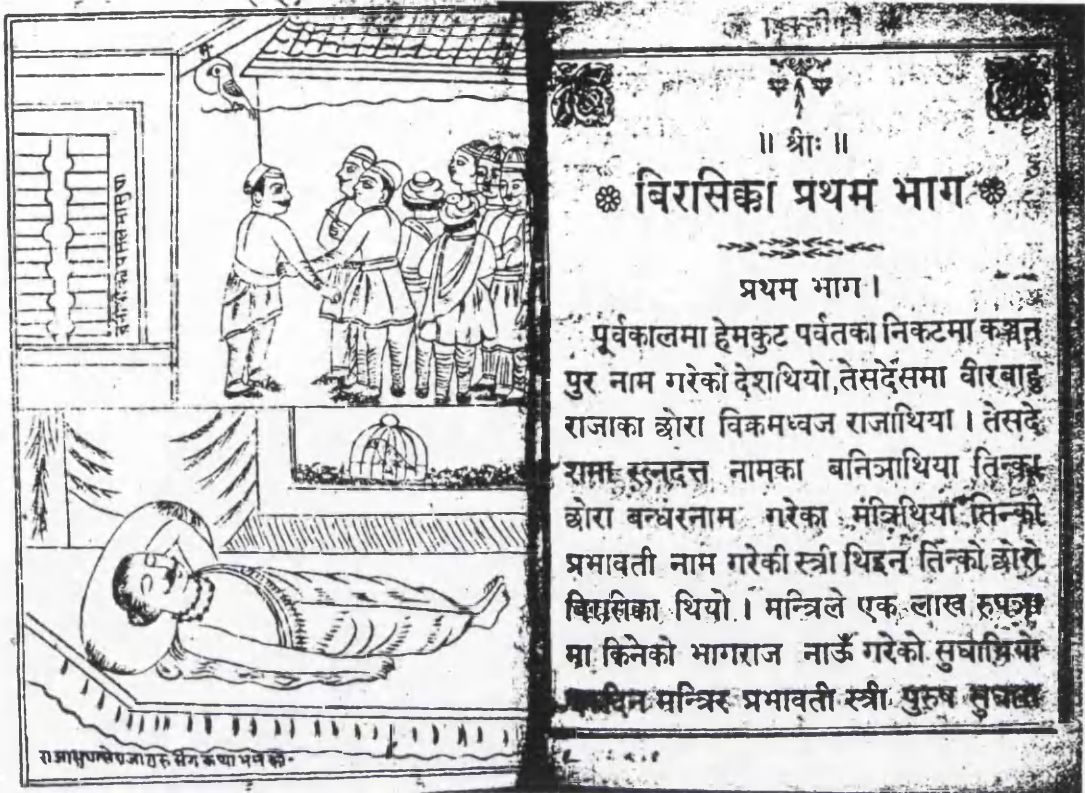 ॥ श्रीः ॥
बिरसिक्का प्रथम भाग
प्रथम भाग।
पूर्वकालमा हेमकुट पर्वतका निकटमा कञ्चन
पुर नाम गरेको देशथियो, तेसदेसमा वीरबाहु
राजाका छोरा विक्रमध्वज राजाथिया। तेसदे
शमा रत्नदत्त नामका बनिञाथिया तिन्का
छोरा बन्धरनाम गरेका मंत्रिथिया तिन्की
प्रभावती नाम गरेकी स्त्री थिइन् तिन्को छोरो
बिरसिका थियो। मन्त्रिले एक लाख रुपञा
मा किनेको भागराज नाऊँ गरेको सुघाथियो
दिन मन्त्रिर प्रभावती स्त्री पुरुष